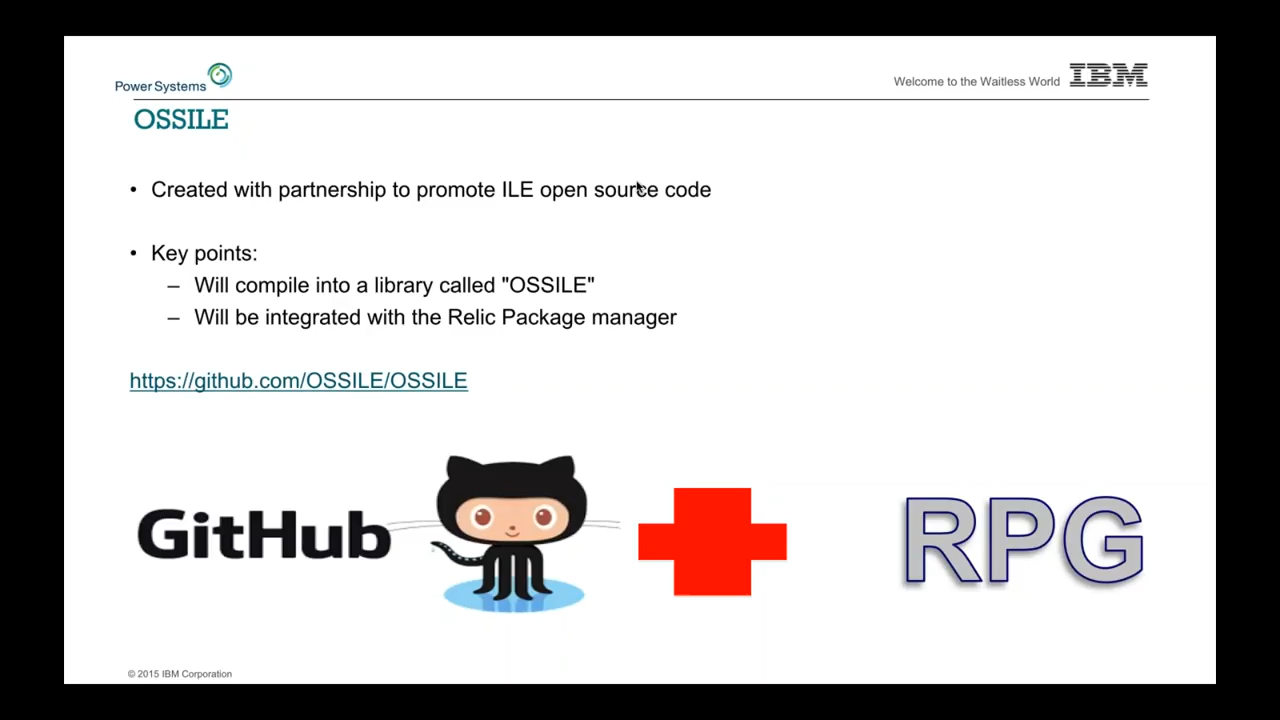 Power Systems
Welcome to the Waitless World IBM
OSSILE
• Created with partnership to promote ILE open source code
• Key points:
– Will compile into a library called "OSSILE"
– Will be integrated with the Relic Package manager
https://github.com/OSSILE/OSSILE
GitHub
RPG
© 2015 IBM Corporation